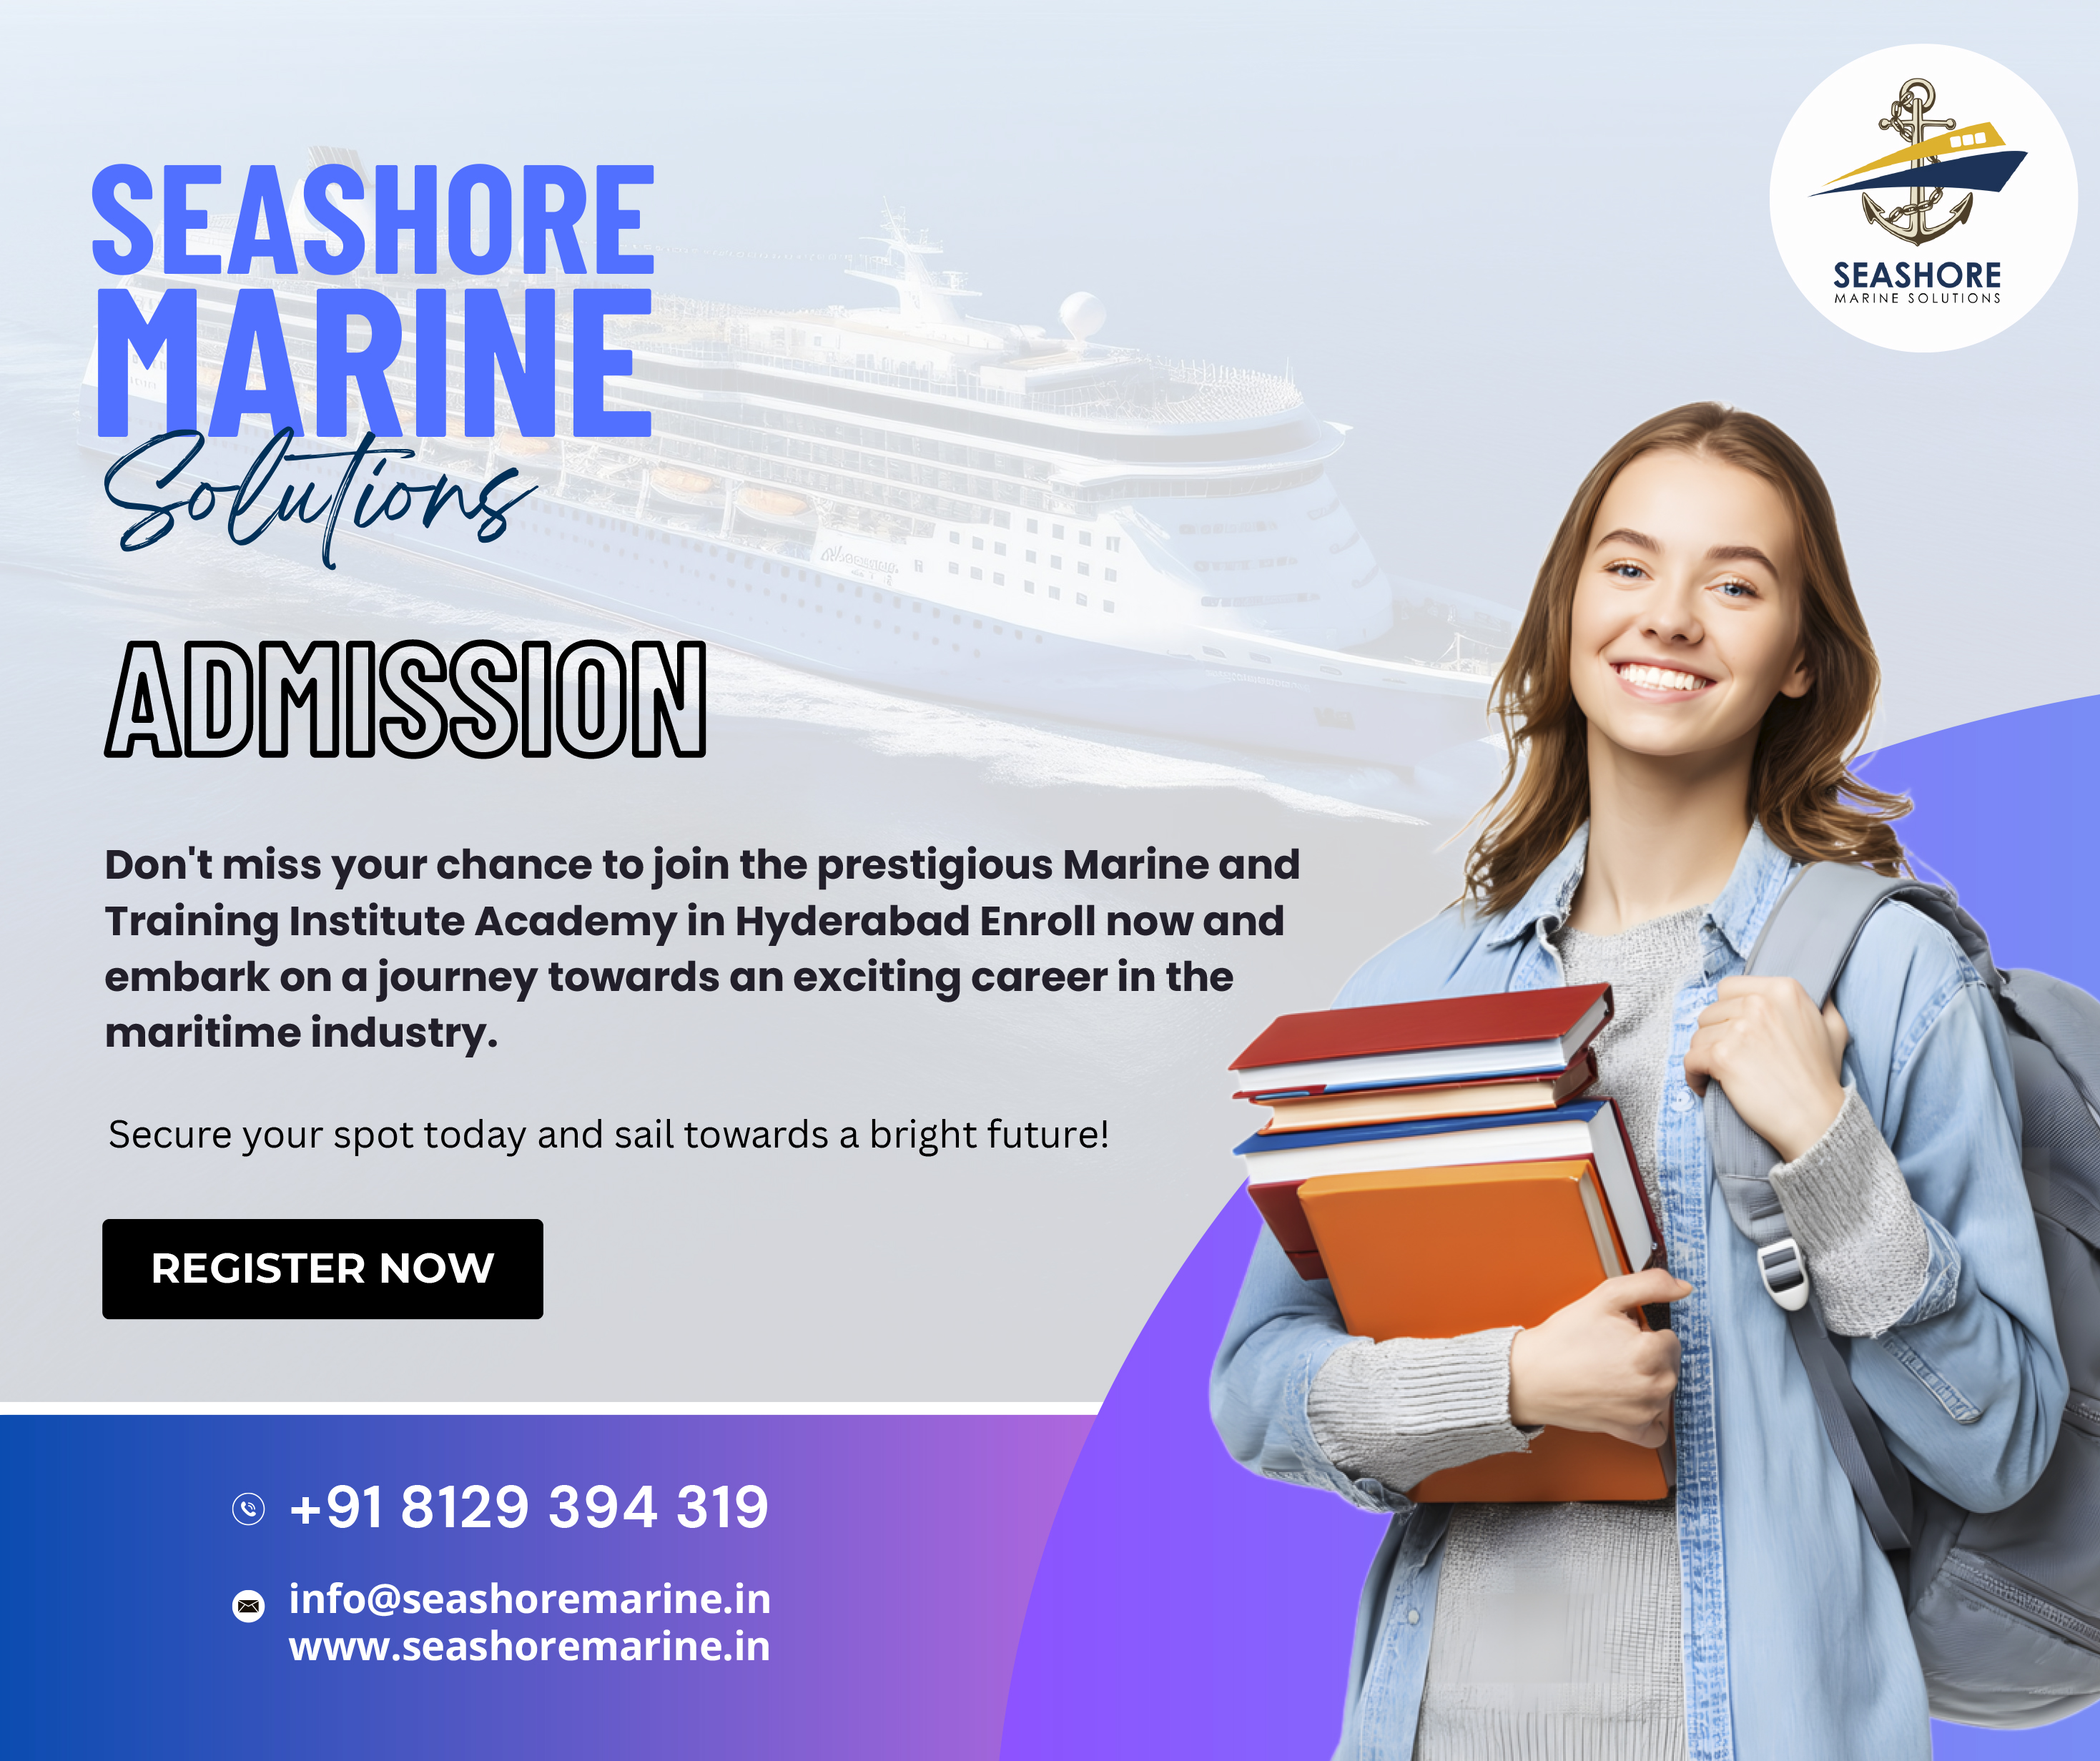 SEASHORE
MARINE
Solutions
SEASHORE
MARINE SOLUTIONS
ADMISSION
Don't miss your chance to join the prestigious Marine and
Training Institute Academy in Hyderabad Enroll now and
embark on a journey towards an exciting career in the
maritime industry.
Secure your spot today and sail towards a bright future!
REGISTER NOW
+91 8129 394 319
info@seashoremarine.in
www.seashoremarine.in